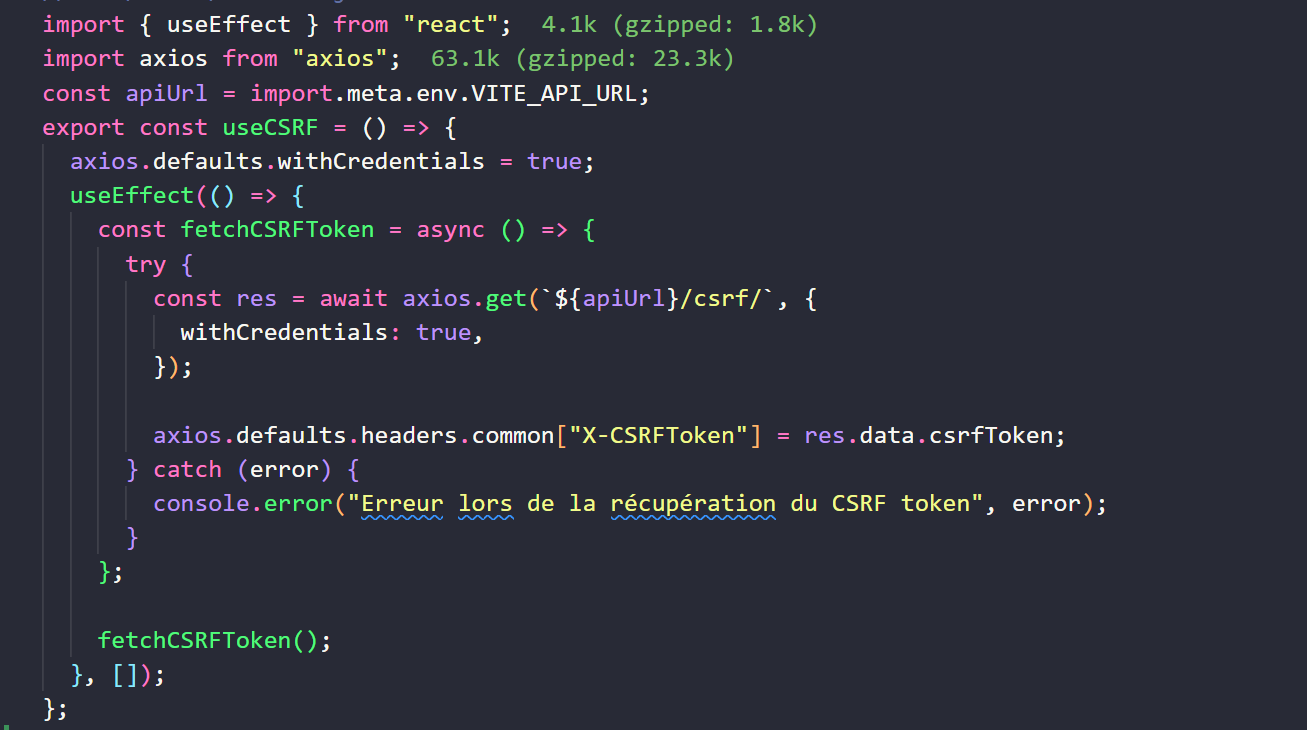 import { useEffect } from "react";  4.1k (gzipped: 1.8k)
import axios from "axios";  63.1k (gzipped: 23.3k)
const apiUrl = import.meta.env.VITE_API_URL;
export const useCSRF = () => {
  axios.defaults.withCredentials = true;
  useEffect(() => {
    const fetchCSRFToken = async () => {
      try {
        const res = await axios.get(`${apiUrl}/csrf/`, {
          withCredentials: true,
        });

        axios.defaults.headers.common["X-CSRFToken"] = res.data.csrfToken;
      } catch (error) {
        console.error("Erreur lors de la récupération du CSRF token", error);
      }
    };

    fetchCSRFToken();
  }, []);
};